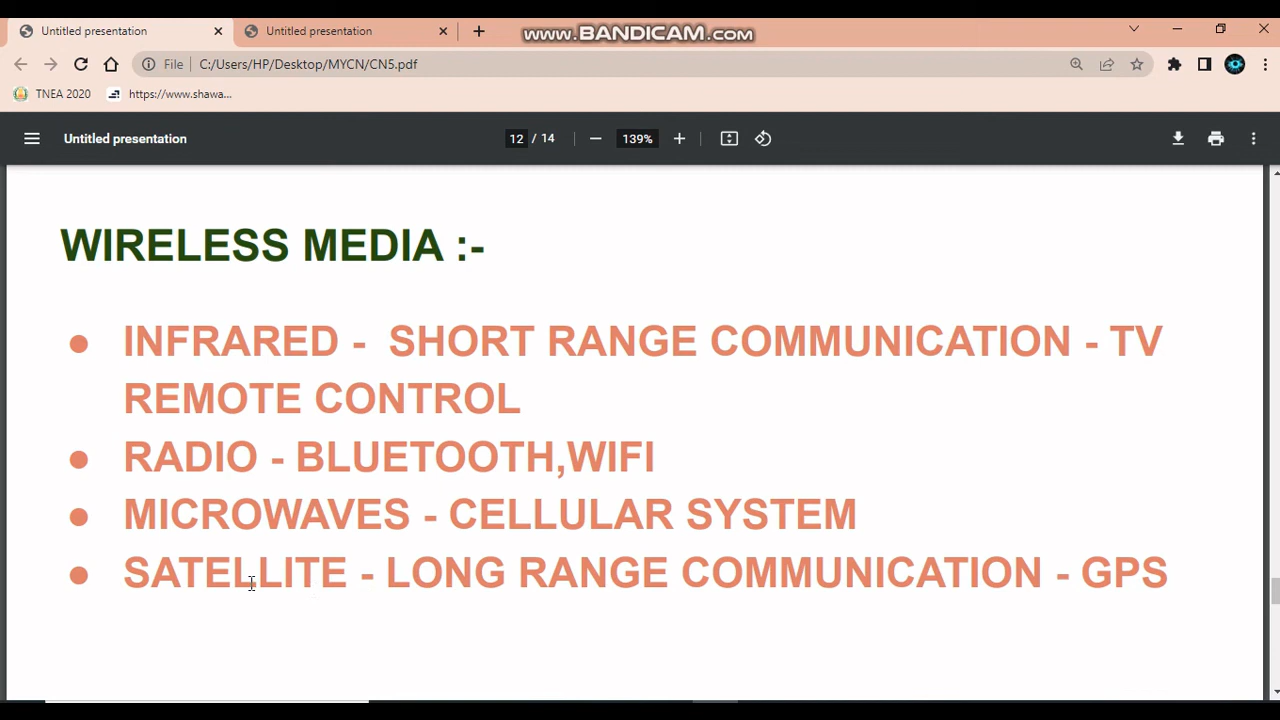 Untitled presentation
Untitled presentation
www.BANDICAM.com
File C:/Users/HP/Desktop/MYCN/CN5.pdf
TNEA 2020
https://www.shawa...
Untitled presentation
12 / 14
139%
WIRELESS MEDIA :-
● INFRARED - SHORT RANGE COMMUNICATION - TV
REMOTE CONTROL
● RADIO - BLUETOOTH,WIFI
● MICROWAVES - CELLULAR SYSTEM
● SATELLITE - LONG RANGE COMMUNICATION - GPS